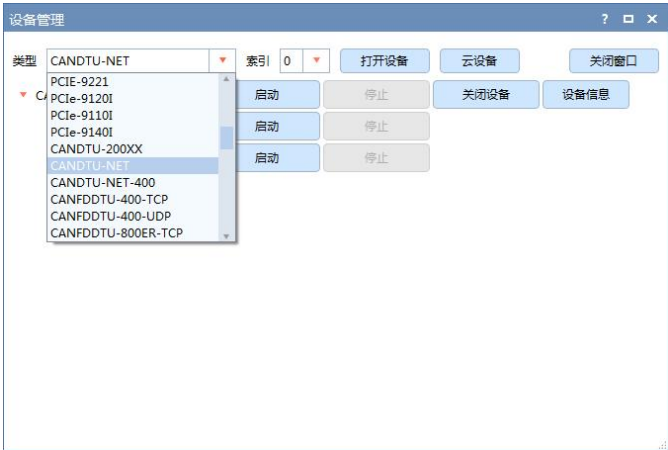 设备管理
类型 CANDTU-NET 索引 0 打开设备 云设备 关闭窗口
PCIE-9221
PCIe-9120I
PCIe-9110I
PCIe-9140I
CANDTU-200XX
CANDTU-NET
CANDTU-NET-400
CANFDDTU-400-TCP
CANFDDTU-400-UDP
CANFDDTU-800ER-TCP
启动 停止 关闭设备 设备信息
启动 停止
启动 停止